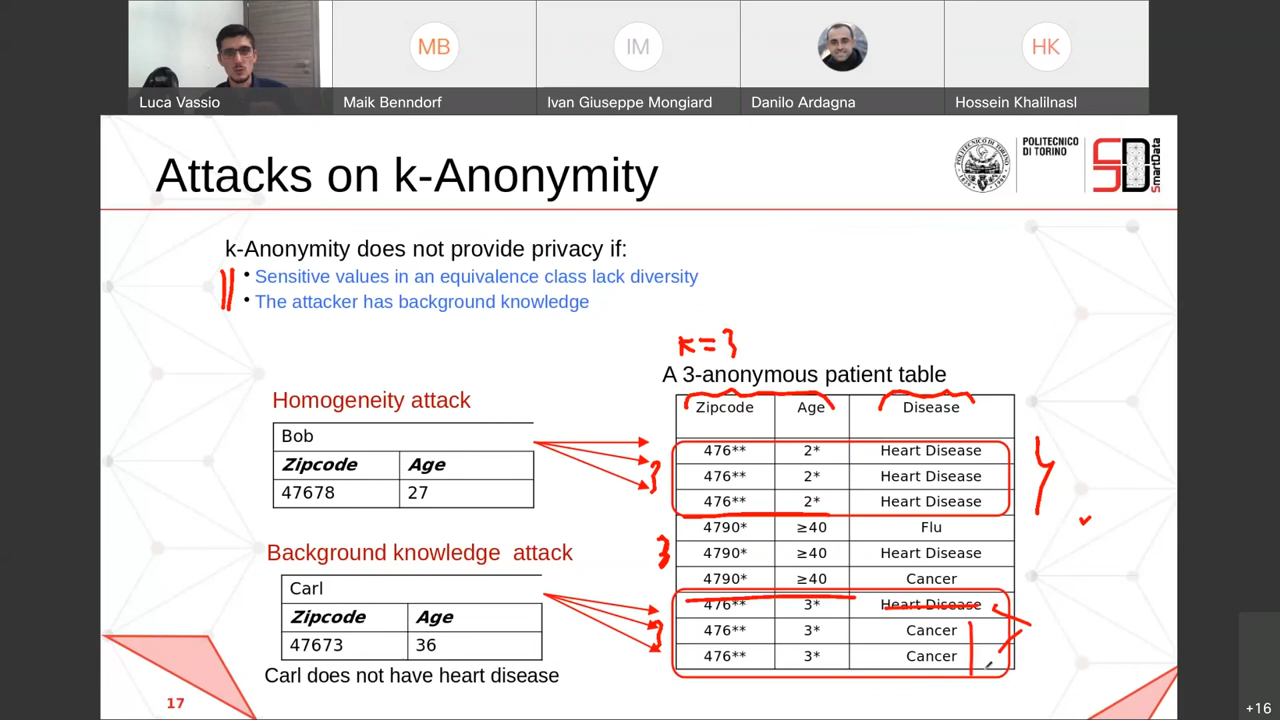 MB
IM
HK
Luca Vassio
Maik Benndorf
Ivan Giuseppe Mongiard
Danilo Ardagna
Hossein Khalilnasl
Attacks on k-Anonymity
POLITECNICO
DI TORINO
SD
SmartData
k-Anonymity does not provide privacy if:
• Sensitive values in an equivalence class lack diversity
• The attacker has background knowledge
k=3
A 3-anonymous patient table
Zipcode Age Disease
476** 2* Heart Disease
476** 2* Heart Disease
476** 2* Heart Disease
4790* ≥40 Flu
4790* ≥40 Heart Disease
4790* ≥40 Cancer
476** 3* Heart Disease
476** 3* Cancer
476** 3* Cancer
Homogeneity attack
Bob
Zipcode Age
47678 27
3
3
3
Background knowledge attack
Carl
Zipcode Age
47673 36
Carl does not have heart disease
17
+16